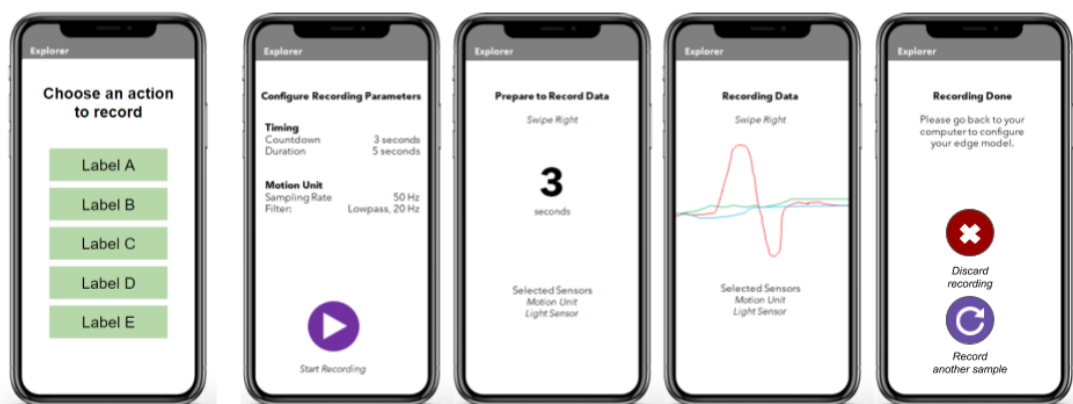 Explorer
Choose an action
to record
Label A
Label B
Label C
Label D
Label E
Explorer
Configure Recording Parameters
Timing
Countdown 3 seconds
Duration 5 seconds
Motion Unit
Sampling Rate 50 Hz
Filter: Lowpass, 20 Hz
Start Recording
Explorer
Prepare to Record Data
Swipe Right
3
seconds
Selected Sensors
Motion Unit
Light Sensor
Explorer
Recording Data
Swipe Right
Selected Sensors
Motion Unit
Light Sensor
Explorer
Recording Done
Please go back to your
computer to configure
your edge model.
Discard
recording
Record
another sample